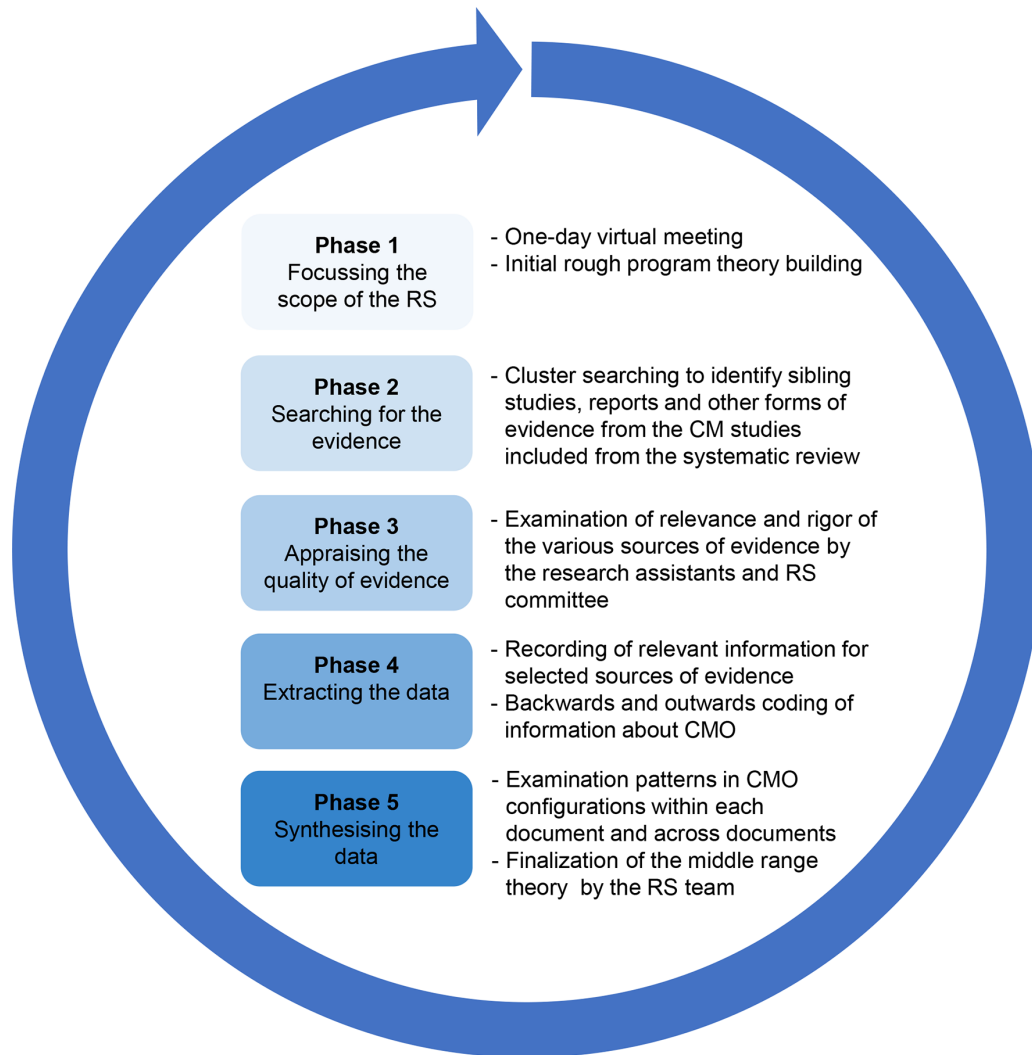 Phase 1
Focussing the
scope of the RS
- One-day virtual meeting
- Initial rough program theory building
Phase 2
Searching for the
evidence
- Cluster searching to identify sibling
studies, reports and other forms of
evidence from the CM studies
included from the systematic review
Phase 3
Appraising the
quality of evidence
- Examination of relevance and rigor of
the various sources of evidence by
the research assistants and RS
committee
Phase 4
Extracting the data
- Recording of relevant information for
selected sources of evidence
- Backwards and outwards coding of
information about CMO
Phase 5
Synthesising the
data
- Examination patterns in CMO
configurations within each
document and across documents
- Finalization of the middle range
theory by the RS team